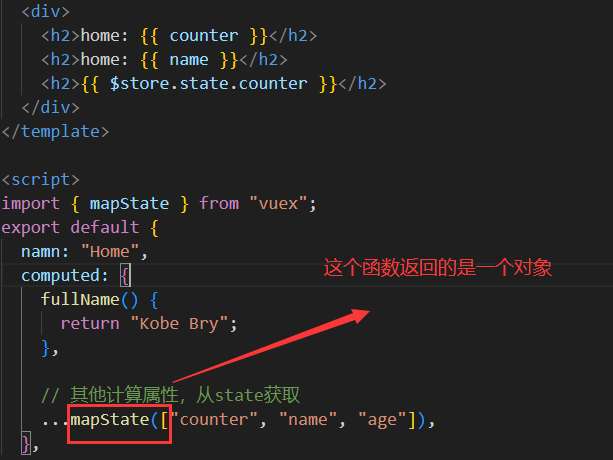 <div>
<h2>home: {{ counter }}</h2>
<h2>home: {{ name }}</h2>
<h2>{{ $store.state.counter }}</h2>
</div>
</template>
<script>
import { mapState } from "vuex";
export default {
namn: "Home",
computed: {
这个函数返回的是一个对象
fullName() {
return "Kobe Bry";
},
// 其他计算属性，从state获取
...mapState(["counter", "name", "age"]),
},